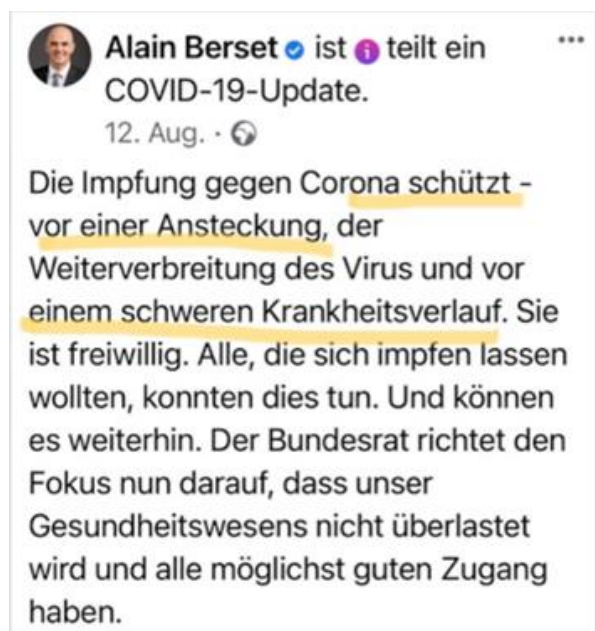 Alain Berset ist teilt ein
COVID-19-Update.
12. Aug. ·
Die Impfung gegen Corona schützt -
vor einer Ansteckung, der
Weiterverbreitung des Virus und vor
einem schweren Krankheitsverlauf. Sie
ist freiwillig. Alle, die sich impfen lassen
wollten, konnten dies tun. Und können
es weiterhin. Der Bundesrat richtet den
Fokus nun darauf, dass unser
Gesundheitswesens nicht überlastet
wird und alle möglichst guten Zugang
haben.